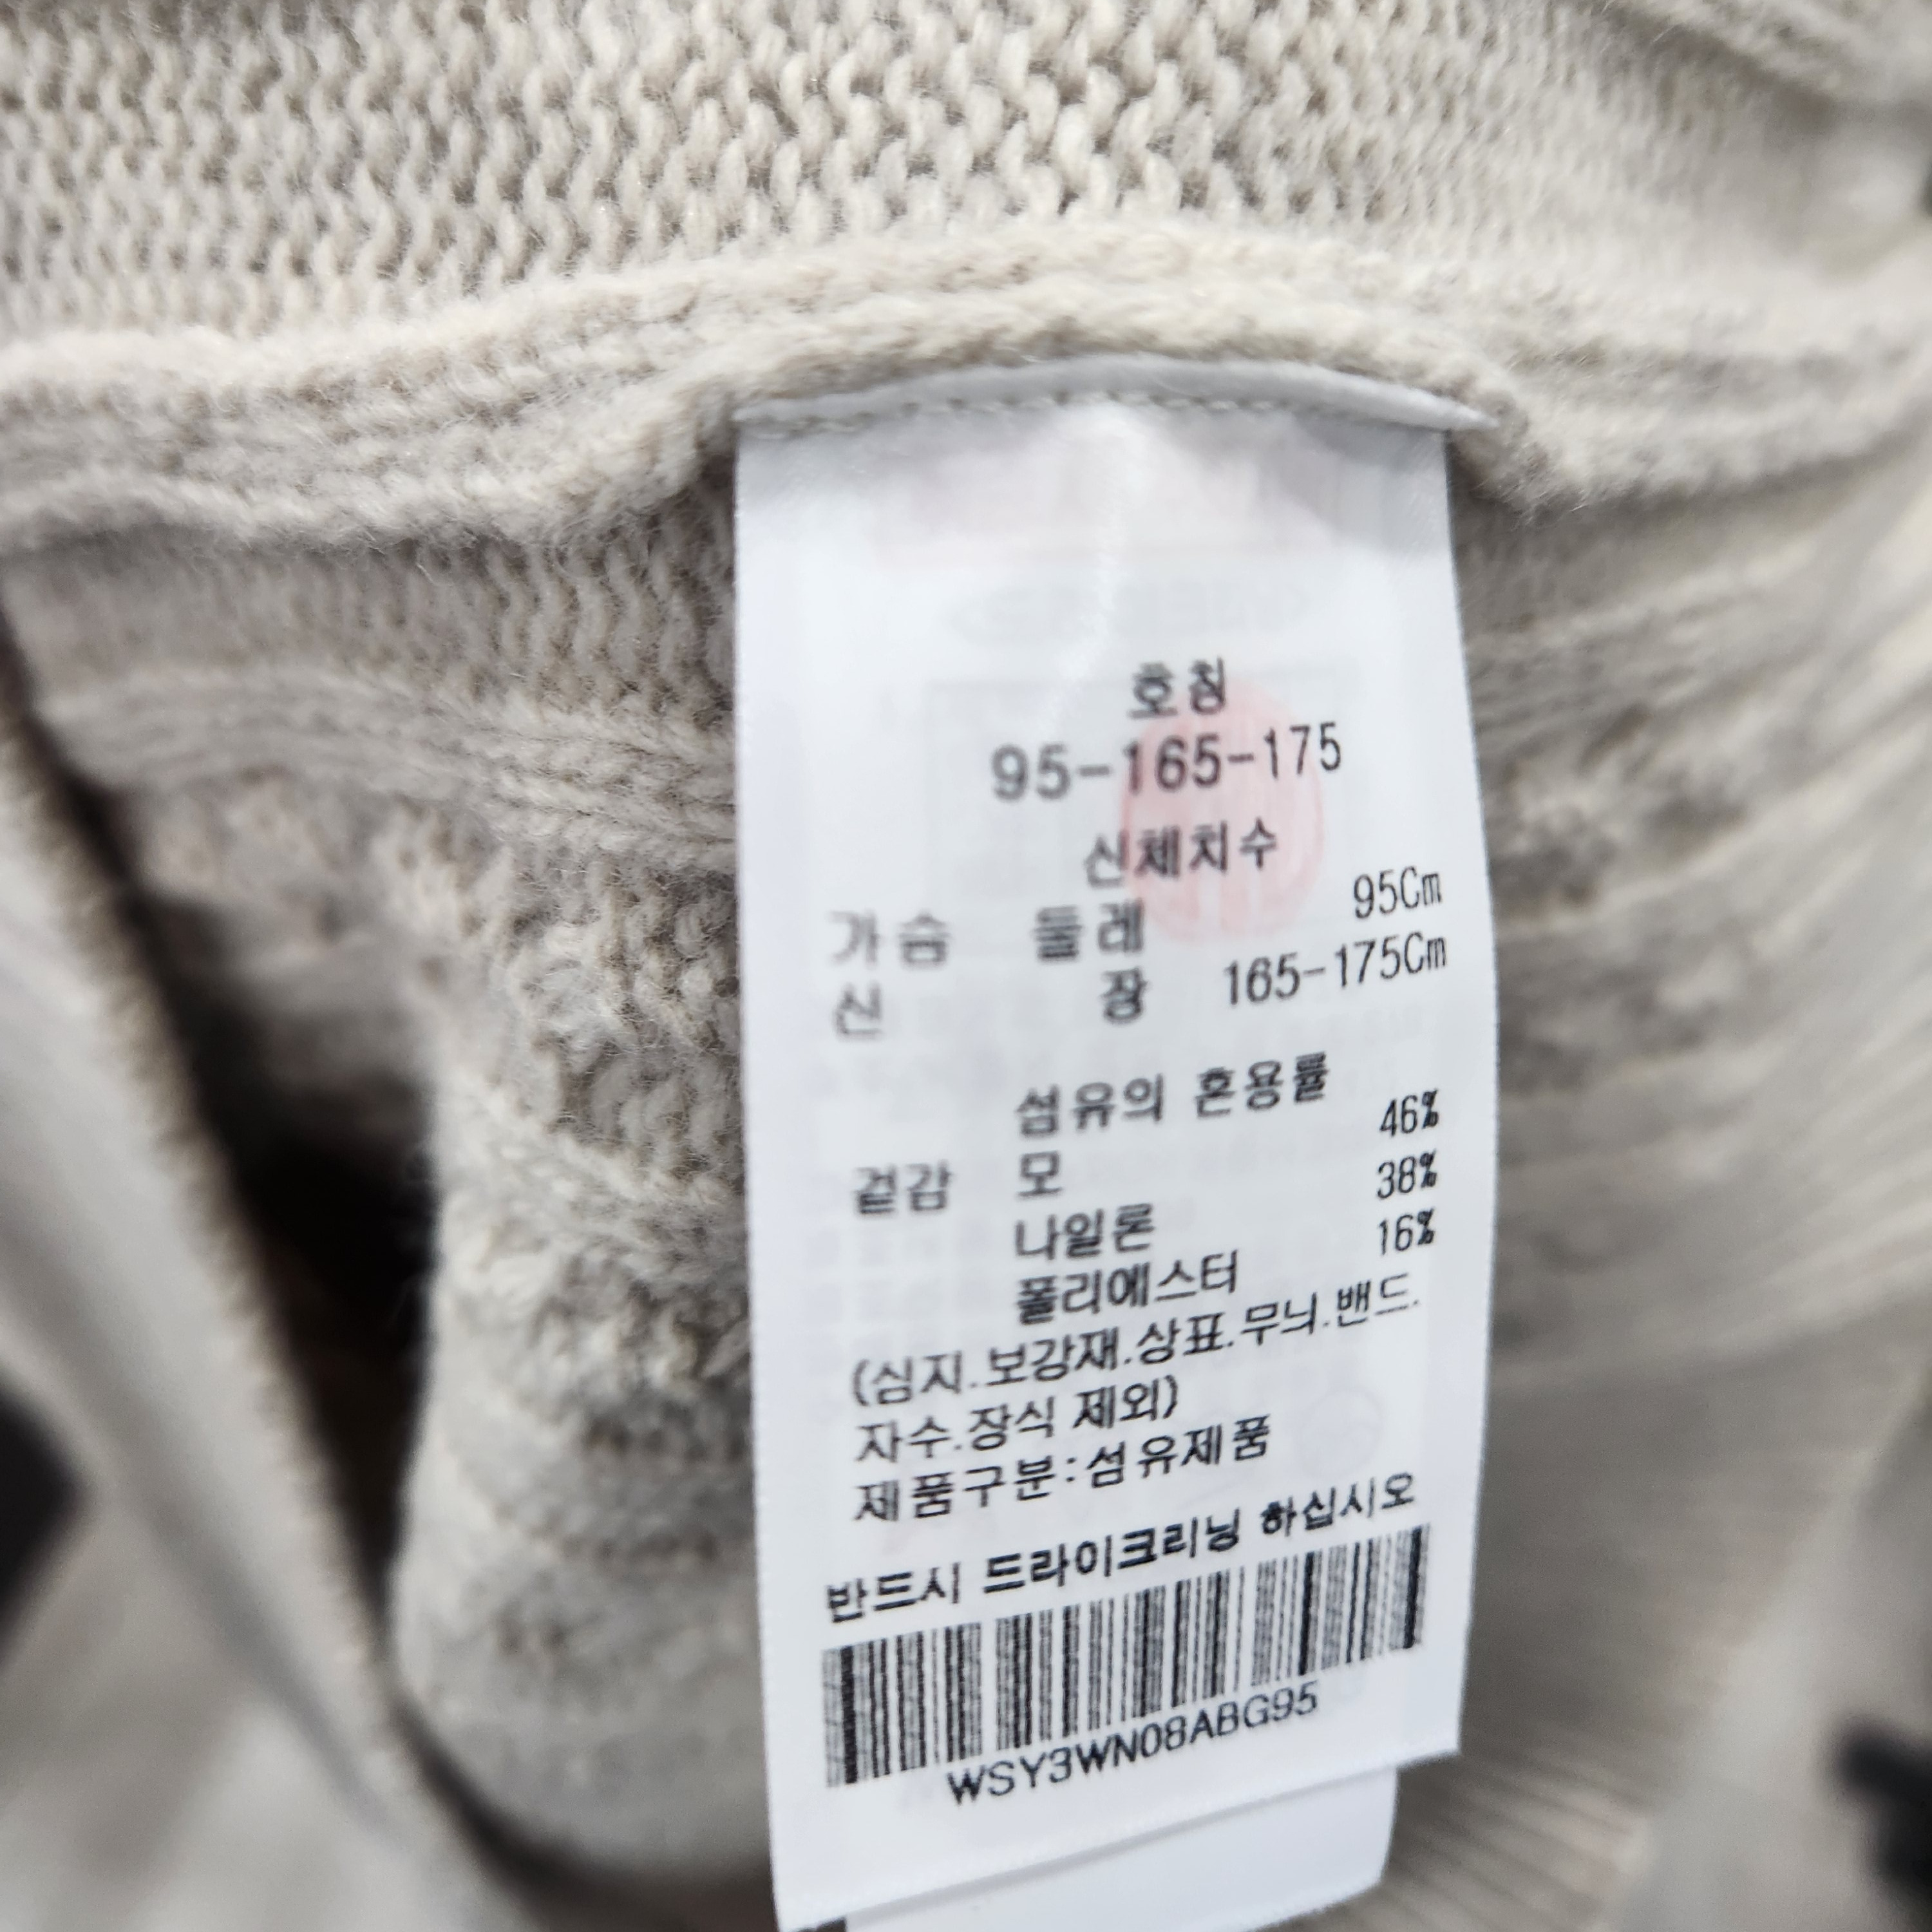 호칭
95-165-175
신체치수
가슴 둘레 95Cm
신 장 165-175Cm
섬유의 혼용률
겉감 모 46%
나일론 38%
폴리에스터 16%
(심지.보강재.상표.무늬.밴드.
자수.장식 제외)
제품구분:섬유제품
반드시 드라이크리닝 하십시오
WSY3WN08ABG95